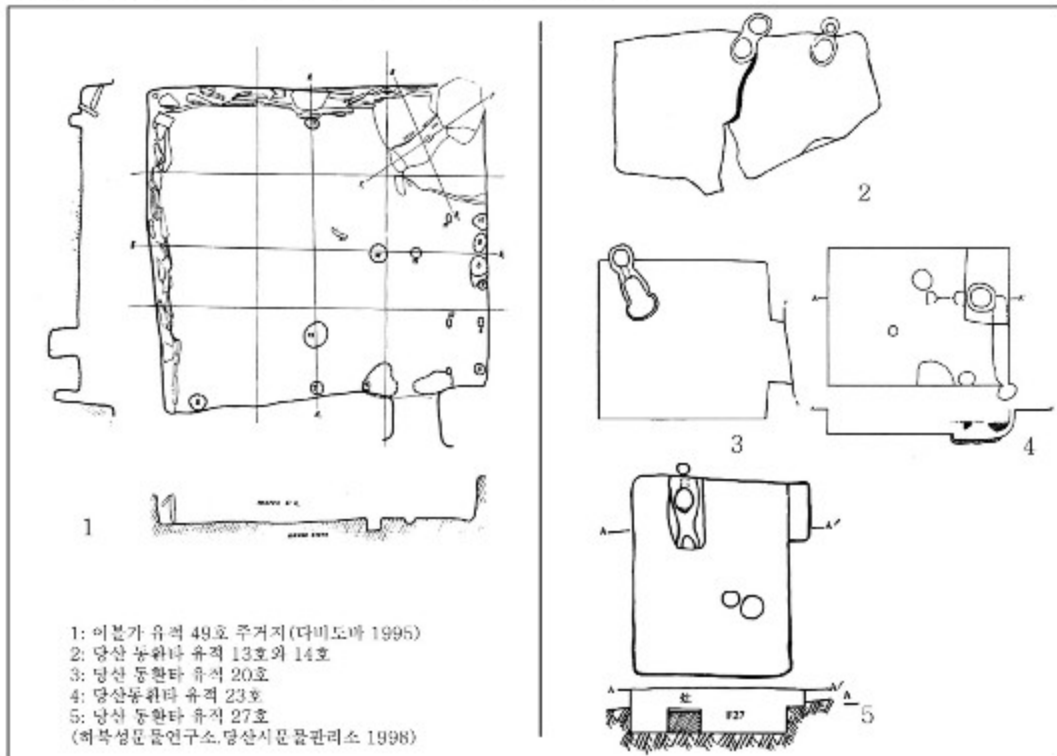 1
2
3
4
5
F27
1: 이볼가 유적 49호 주거지(다비도바 1995)
2: 당산 동환타 유적 13호와 14호
3: 당산 동환타 유적 20호
4: 당산동환타 유적 23호
5: 당산 동환타 유적 27호
(하북성문물연구소.당산시문물관리소 1998)